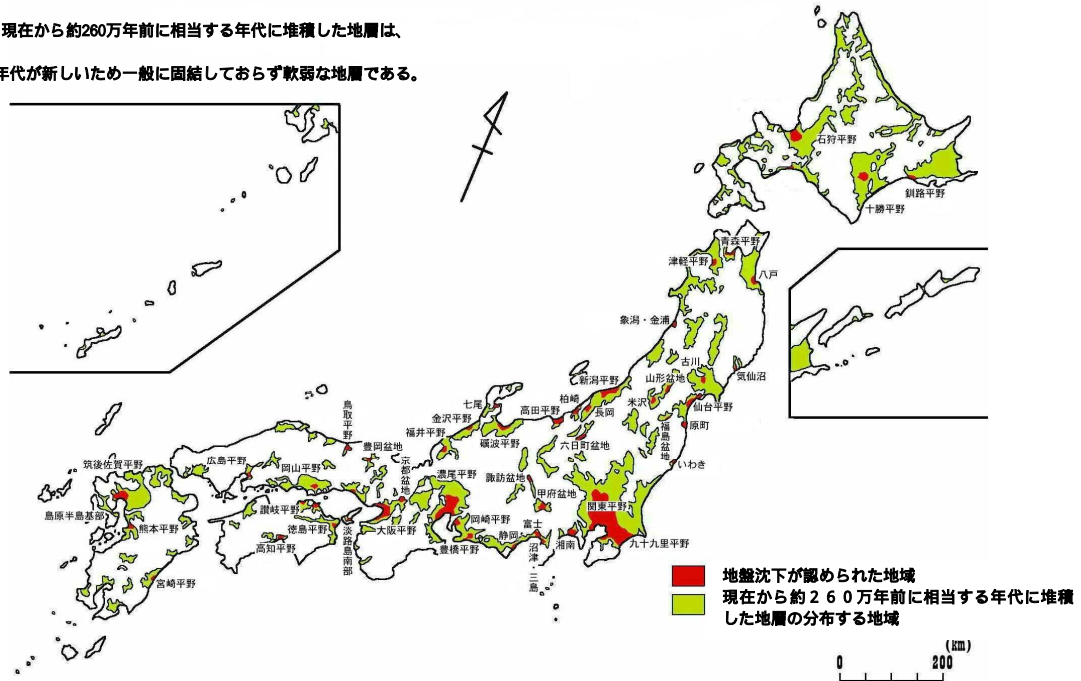 現在から約260万年前に相当する年代に堆積した地層は、
年代が新しいため一般に固結しておらず軟弱な地層である。
石狩平野
釧路平野
十勝平野
青森平野
津軽平野
八戸
象潟・金浦
古川
気仙沼
新潟平野
山形盆地
柏崎
米沢
仙台平野
七尾
高田平野
長岡
原町
鳥取平野
金沢平野
福島盆地
福井平野
礪波平野
六日町盆地
豊岡盆地
京都盆地
いわき
筑後佐賀平野
広島平野
岡山平野
濃尾平野
諏訪盆地
甲府盆地
関東平野
島原半島基部
讃岐平野
岡崎平野
富士
熊本平野
徳島平野
大阪平野
静岡
高知平野
淡路島南部
豊橋平野
沼津・三島
湘南
九十九里平野
宮崎平野
地盤沈下が認められた地域
現在から約２６０万年前に相当する年代に堆積
した地層の分布する地域
(km)
0 200